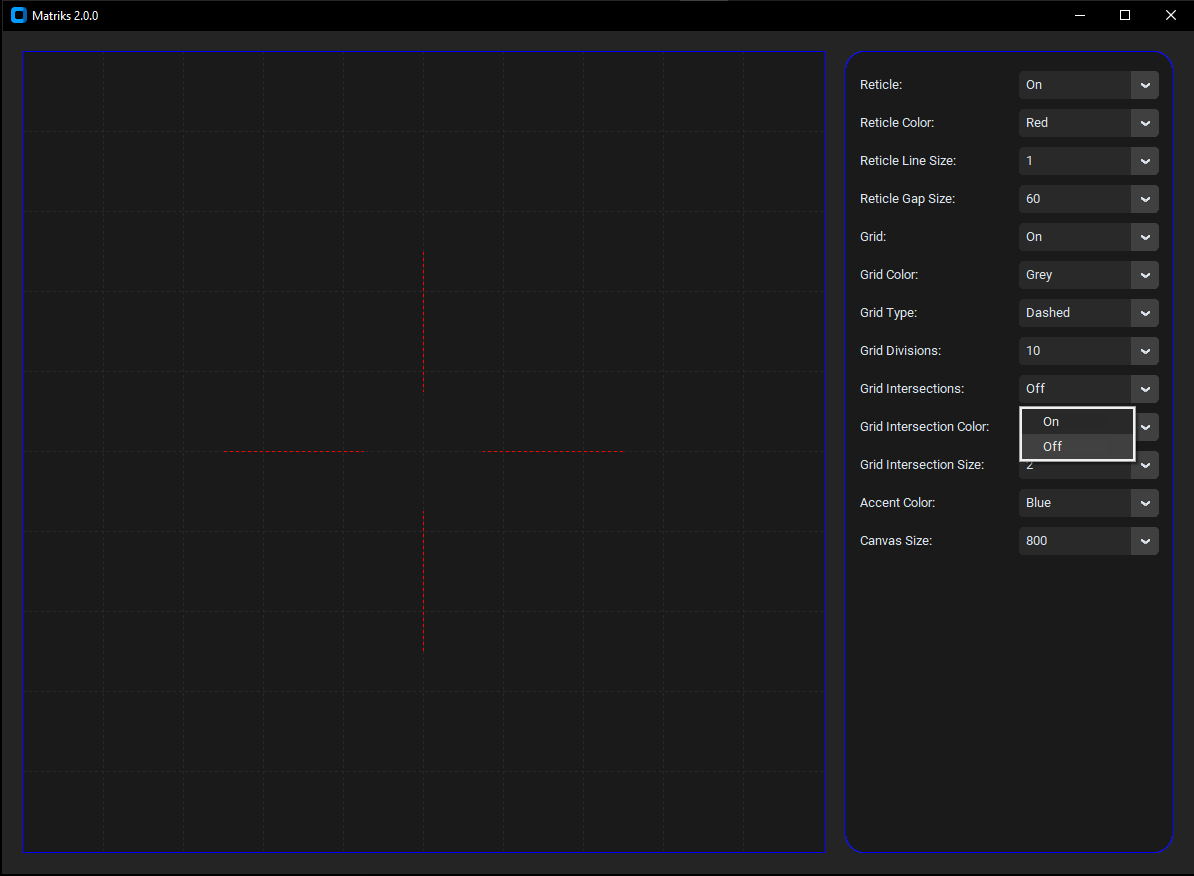 Matriks 2.0.0
Reticle: On
Reticle Color: Red
Reticle Line Size: 1
Reticle Gap Size: 60
Grid: On
Grid Color: Grey
Grid Type: Dashed
Grid Divisions: 10
Grid Intersections: Off
On
Grid Intersection Color:
Off
Grid Intersection Size: 2
Accent Color: Blue
Canvas Size: 800